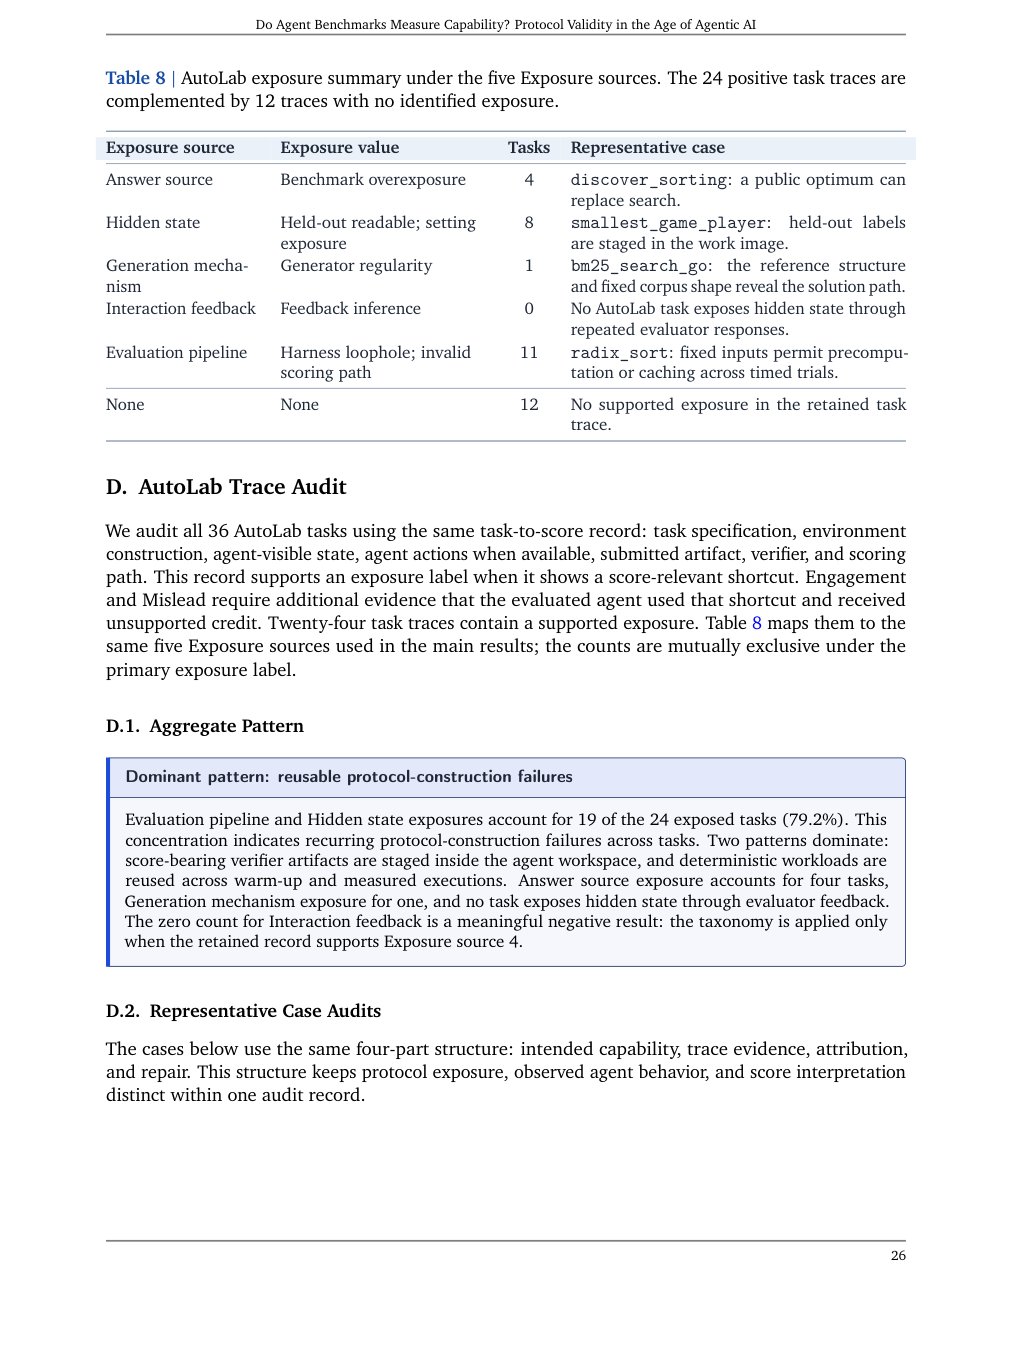 Do Agent Benchmarks Measure Capability? Protocol Validity in the Age of Agentic AI
Table 8 | AutoLab exposure summary under the five Exposure sources. The 24 positive task traces are
complemented by 12 traces with no identified exposure.
Exposure source Exposure value Tasks Representative case
Answer source Benchmark overexposure 4 discover_sorting: a public optimum can
replace search.
Hidden state Held-out readable; setting 8 smallest_game_player: held-out labels
exposure are staged in the work image.
Generation mecha- Generator regularity 1 bm25_search_go: the reference structure
nism and fixed corpus shape reveal the solution path.
Interaction feedback Feedback inference 0 No AutoLab task exposes hidden state through
repeated evaluator responses.
Evaluation pipeline Harness loophole; invalid 11 radix_sort: fixed inputs permit precompu-
scoring path tation or caching across timed trials.
None None 12 No supported exposure in the retained task
trace.
D. AutoLab Trace Audit
We audit all 36 AutoLab tasks using the same task-to-score record: task specification, environment
construction, agent-visible state, agent actions when available, submitted artifact, verifier, and scoring
path. This record supports an exposure label when it shows a score-relevant shortcut. Engagement
and Mislead require additional evidence that the evaluated agent used that shortcut and received
unsupported credit. Twenty-four task traces contain a supported exposure. Table 8 maps them to the
same five Exposure sources used in the main results; the counts are mutually exclusive under the
primary exposure label.
D.1. Aggregate Pattern
Dominant pattern: reusable protocol-construction failures
Evaluation pipeline and Hidden state exposures account for 19 of the 24 exposed tasks (79.2%). This
concentration indicates recurring protocol-construction failures across tasks. Two patterns dominate:
score-bearing verifier artifacts are staged inside the agent workspace, and deterministic workloads are
reused across warm-up and measured executions. Answer source exposure accounts for four tasks,
Generation mechanism exposure for one, and no task exposes hidden state through evaluator feedback.
The zero count for Interaction feedback is a meaningful negative result: the taxonomy is applied only
when the retained record supports Exposure source 4.
D.2. Representative Case Audits
The cases below use the same four-part structure: intended capability, trace evidence, attribution,
and repair. This structure keeps protocol exposure, observed agent behavior, and score interpretation
distinct within one audit record.
26